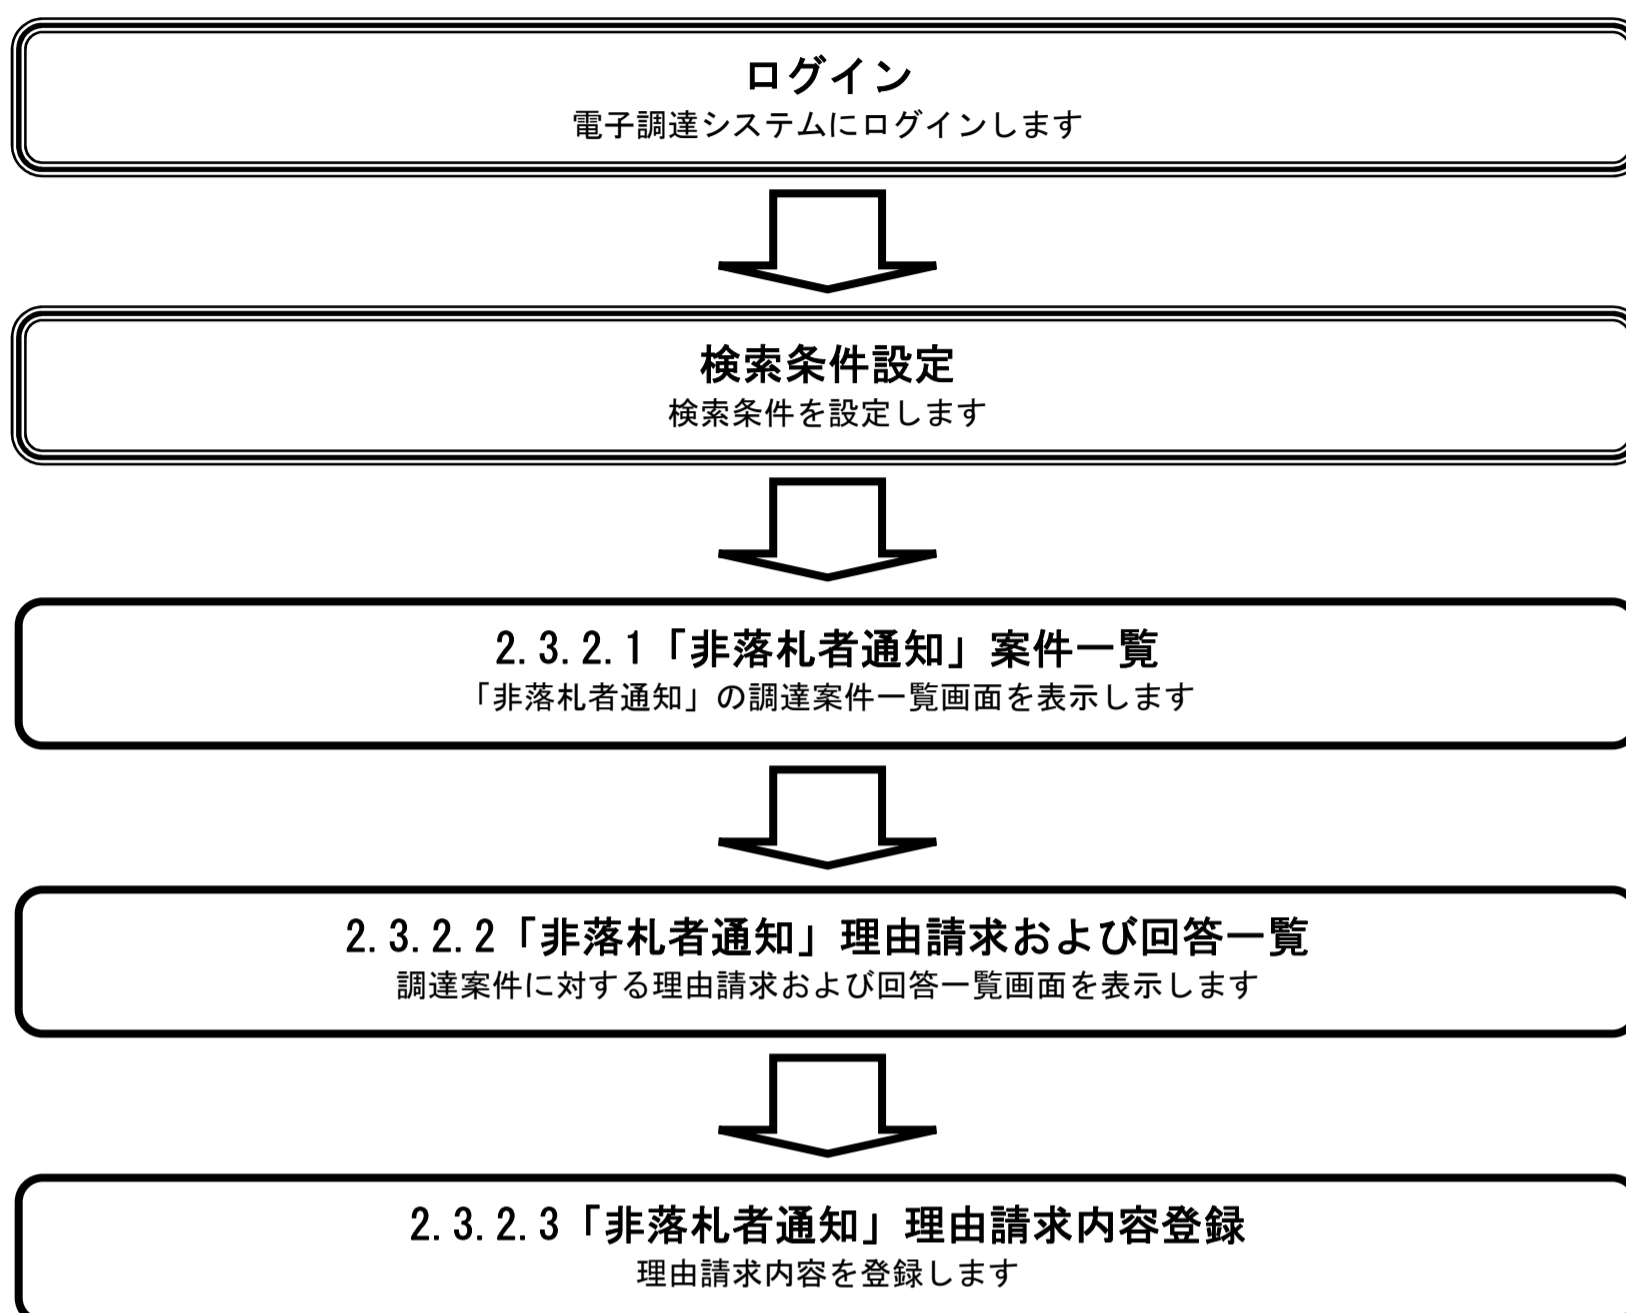 ログイン
電子調達システムにログインします
検索条件設定
検索条件を設定します
2.3.2.1「非落札者通知」案件一覧
「非落札者通知」の調達案件一覧画面を表示します
2.3.2.2「非落札者通知」理由請求および回答一覧
調達案件に対する理由請求および回答一覧画面を表示します
2.3.2.3「非落札者通知」理由請求内容登録
理由請求内容を登録します